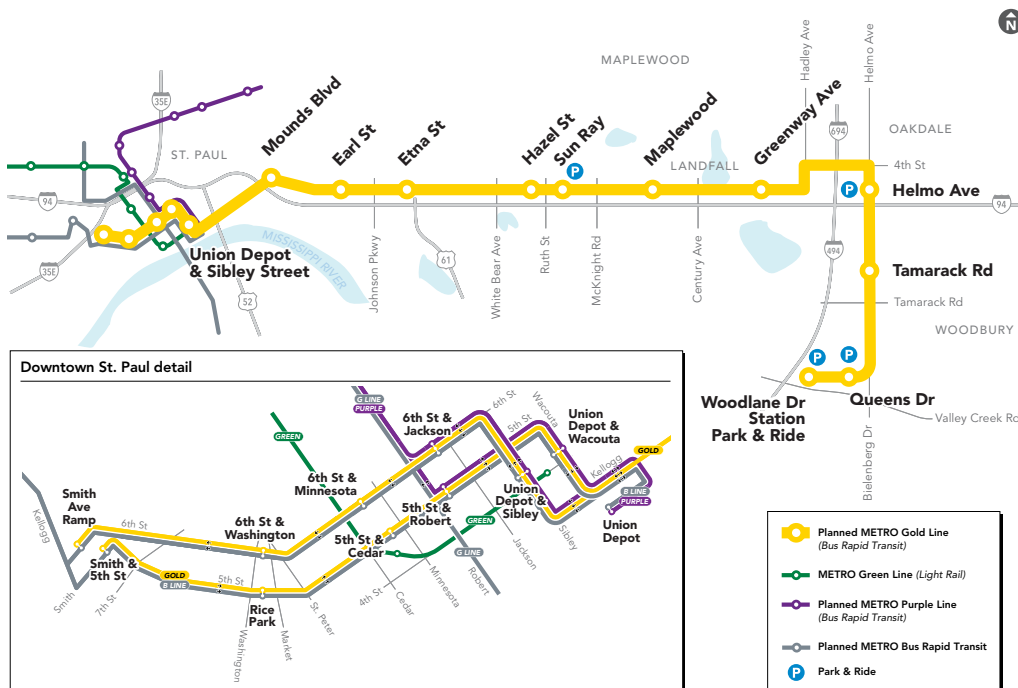 N
MAPLEWOOD
Hadley Ave
Helmo Ave
35E
Mounds Blvd
Earl St
Etna St
Hazel St
Sun Ray
Maplewood
Greenway Ave
694
OAKDALE
ST. PAUL
P
LANDFALL
4th St
94
P
Helmo Ave
94
Union Depot
& Sibley Street
MISSISSIPPI RIVER
35E
52
Johnson Pkwy
61
White Bear Ave
Ruth St
McKnight Rd
Century Ave
494
Tamarack Rd
Tamarack Rd
WOODBURY
P
P
Woodlane Dr
Station
Park & Ride
Queens Dr
Valley Creek Rd
Bielenberg Dr
Downtown St. Paul detail
G LINE
PURPLE
6th St &
Jackson
6th St
5th St
Wacouta
Union
Depot &
Wacouta
GREEN
GOLD
6th St &
Minnesota
Kellogg
B LINE
PURPLE
Smith
Ave
Ramp
Kellogg
6th St
6th St &
Washington
5th St
& Robert
Union
Depot &
Sibley
Union
Depot
GREEN
5th St &
Cedar
Sibley
Jackson
G LINE
Smith &
5th St
GOLD
B LINE
5th St
Smith
7th St
Rice
Park
4th St
Cedar
Minnesota
Robert
Washington
Market
St. Peter
Planned METRO Gold Line
(Bus Rapid Transit)
METRO Green Line (Light Rail)
Planned METRO Purple Line
(Bus Rapid Transit)
Planned METRO Bus Rapid Transit
P
Park & Ride